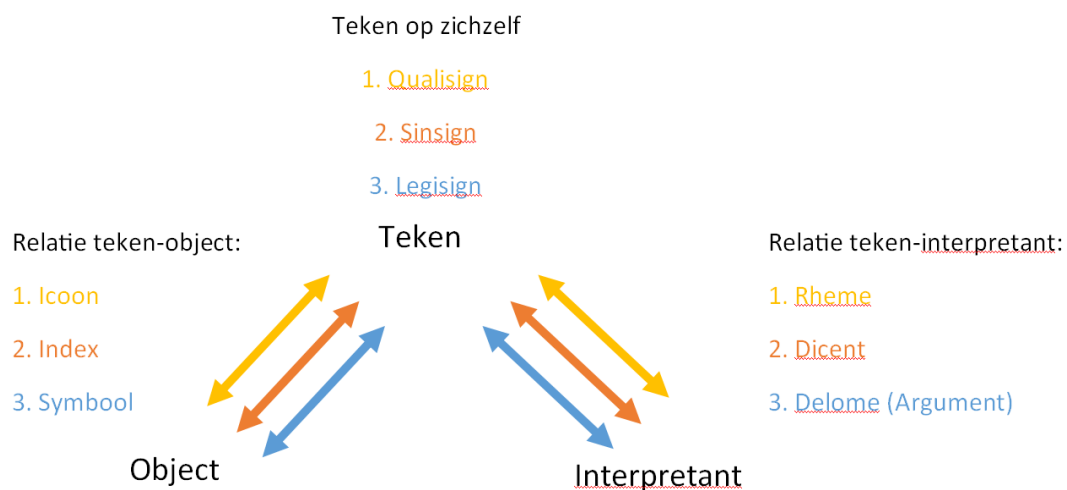 Teken op zichzelf
1. Qualisign
2. Sinsign
3. Legisign
Teken
Relatie teken-object:
1. Icoon
2. Index
3. Symbool
Object
Relatie teken-interpretant:
1. Rheme
2. Dicent
3. Delome (Argument)
Interpretant